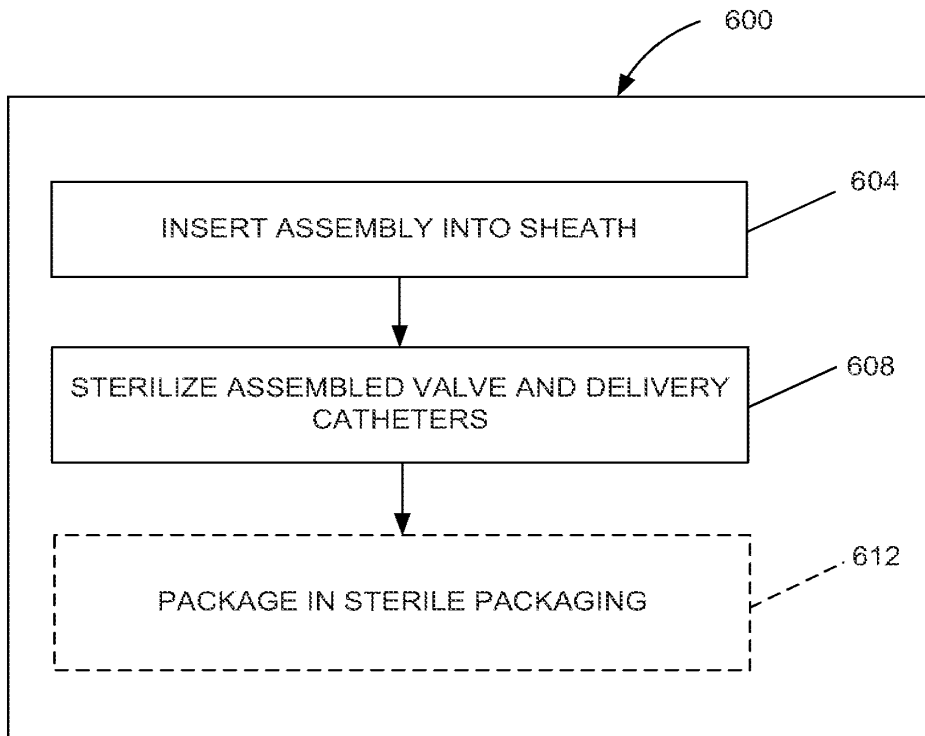 600
604
INSERT ASSEMBLY INTO SHEATH
608
STERILIZE ASSEMBLED VALVE AND DELIVERY
CATHETERS
612
PACKAGE IN STERILE PACKAGING